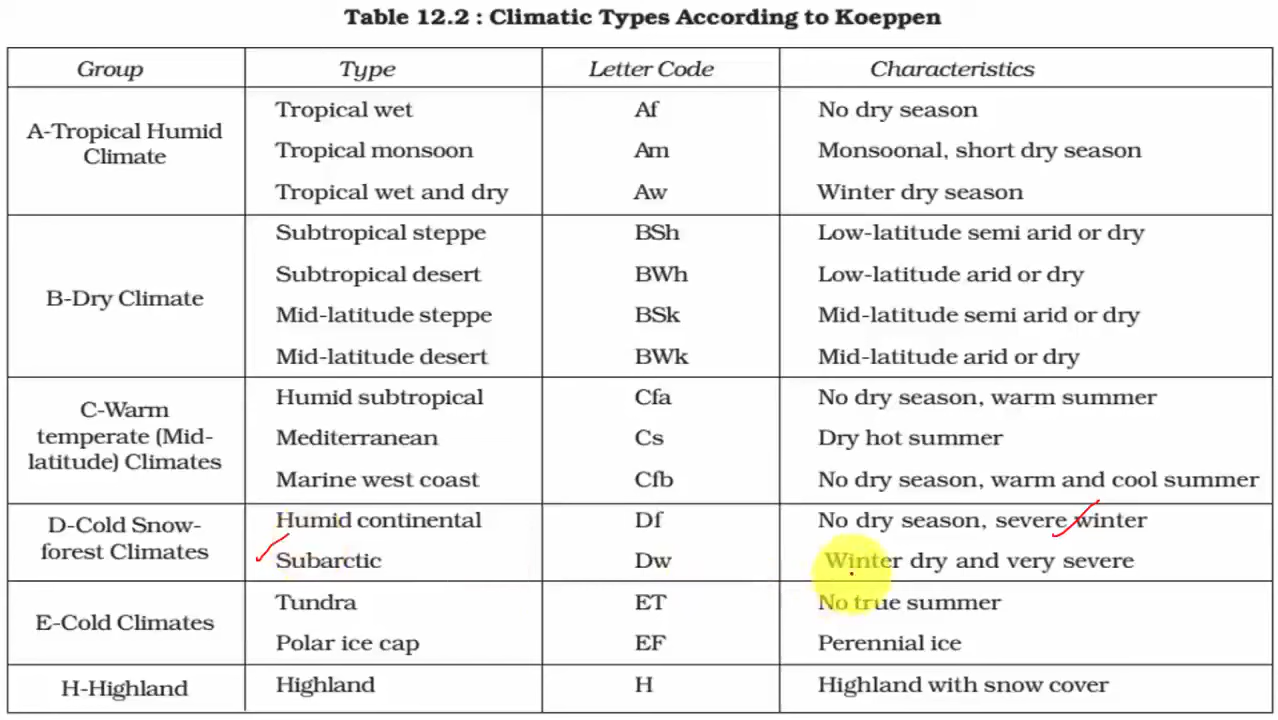 Table 12.2 : Climatic Types According to Koeppen
Group Type Letter Code Characteristics
A-Tropical Humid Climate
Tropical wet Af No dry season
Tropical monsoon Am Monsoonal, short dry season
Tropical wet and dry Aw Winter dry season
B-Dry Climate
Subtropical steppe BSh Low-latitude semi arid or dry
Subtropical desert BWh Low-latitude arid or dry
Mid-latitude steppe BSk Mid-latitude semi arid or dry
Mid-latitude desert BWk Mid-latitude arid or dry
C-Warm
temperate (Mid-
latitude) Climates
Humid subtropical Cfa No dry season, warm summer
Mediterranean Cs Dry hot summer
Marine west coast Cfb No dry season, warm and cool summer
D-Cold Snow-
forest Climates
Humid continental Df No dry season, severe winter
Subarctic Dw Winter dry and very severe
E-Cold Climates
Tundra ET No true summer
Polar ice cap EF Perennial ice
H-Highland Highland H Highland with snow cover